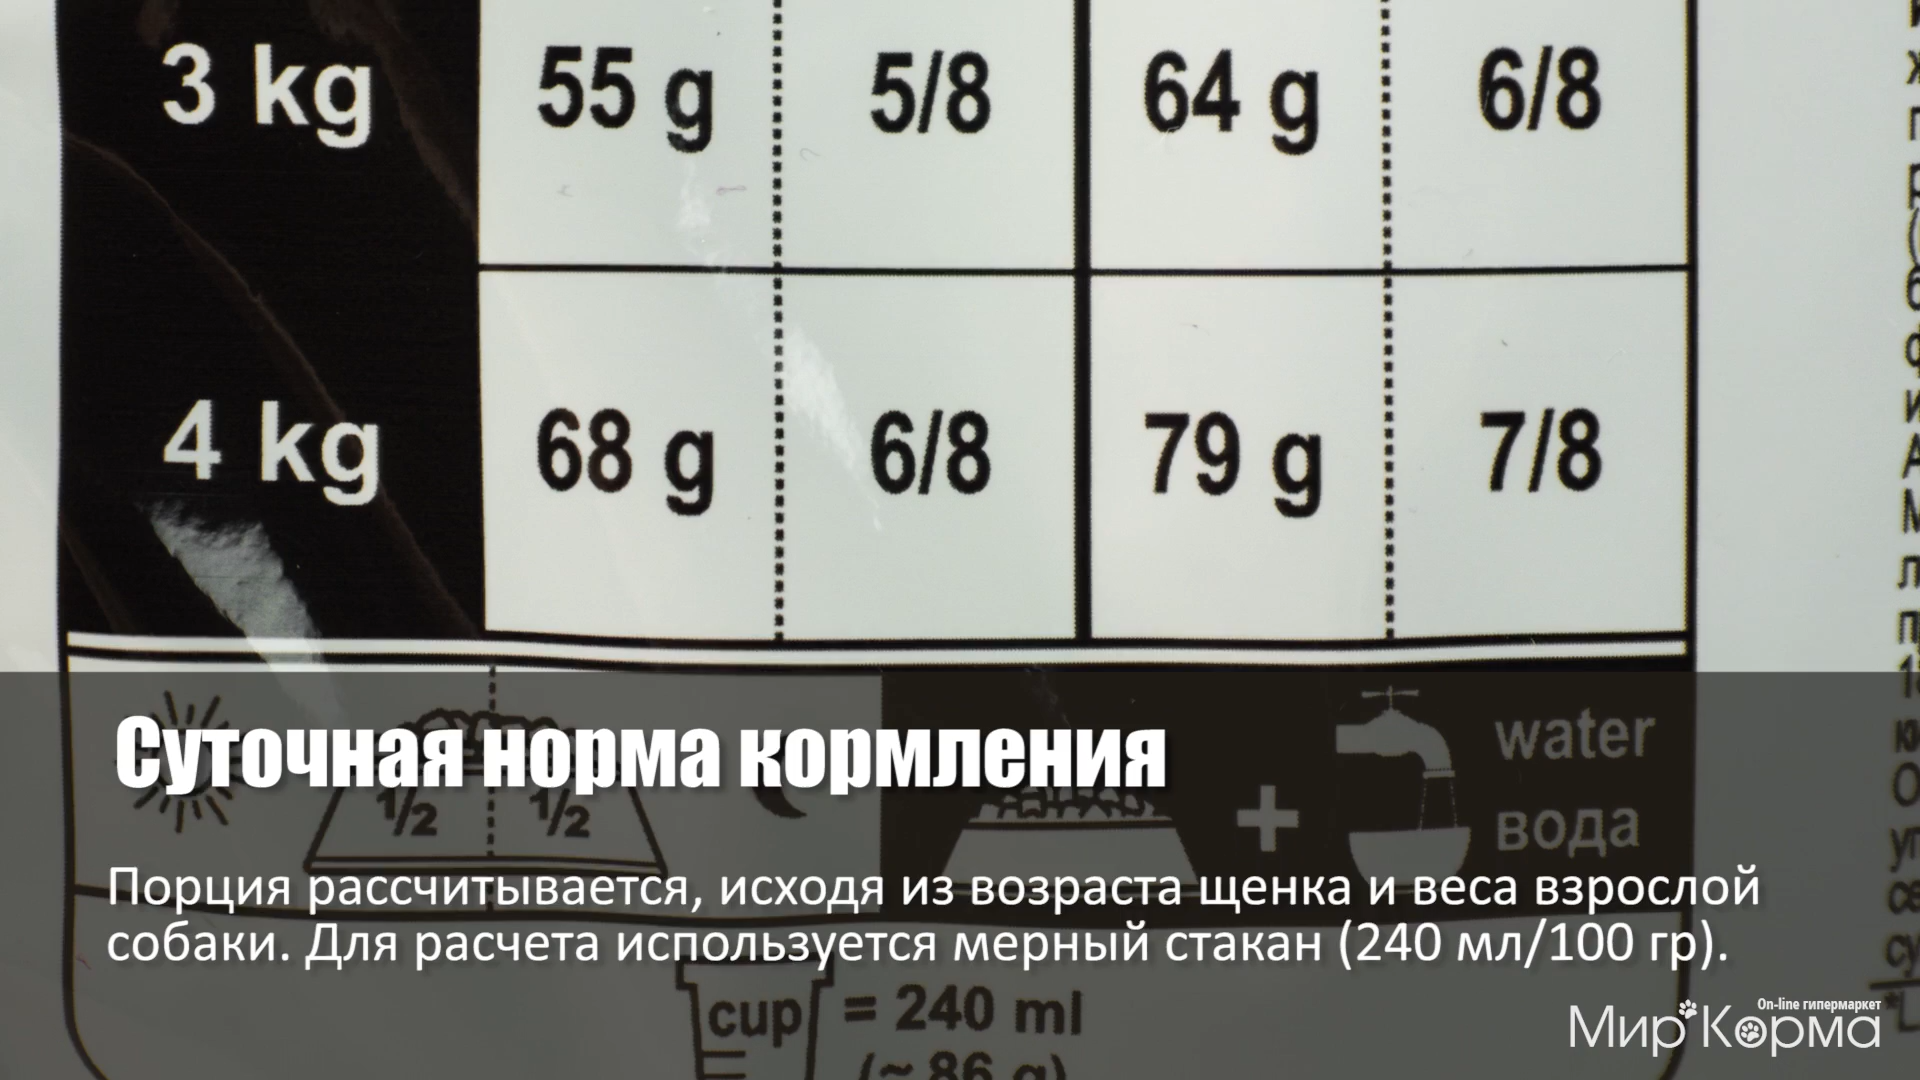 3 kg 55 g 5/8 64 g 6/8
4 kg 68 g 6/8 79 g 7/8
Суточная норма кормления
1/2 1/2
+
water
вода
Порция рассчитывается, исходя из возраста щенка и веса взрослой
собаки. Для расчета используется мерный стакан (240 мл/100 гр).
cup = 240 ml
(~ 86 g)
On-line гипермаркет
Мир Корма